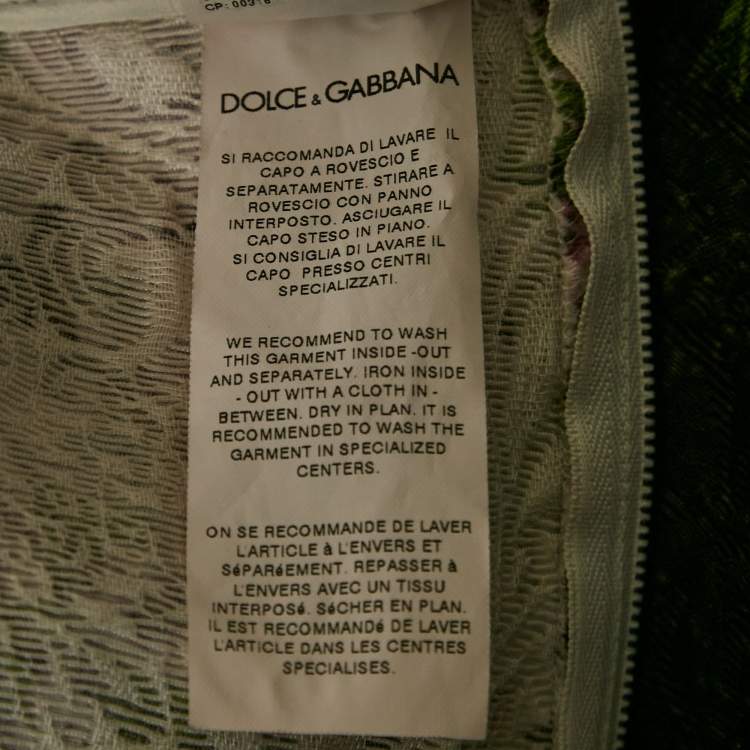 CP: 00318
DOLCE & GABBANA
SI RACCOMANDA DI LAVARE IL
CAPO A ROVESCIO E
SEPARATAMENTE. STIRARE A
ROVESCIO CON PANNO
INTERPOSTO. ASCIUGARE IL
CAPO STESO IN PIANO.
SI CONSIGLIA DI LAVARE IL
CAPO PRESSO CENTRI
SPECIALIZZATI.
WE RECOMMEND TO WASH
THIS GARMENT INSIDE -OUT
AND SEPARATELY. IRON INSIDE
- OUT WITH A CLOTH IN -
BETWEEN. DRY IN PLAN. IT IS
RECOMMENDED TO WASH THE
GARMENT IN SPECIALIZED
CENTERS.
ON SE RECOMMANDE DE LAVER
L'ARTICLE à L'ENVERS ET
SéPARéEMENT. REPASSER à
L'ENVERS AVEC UN TISSU
INTERPOSé. SéCHER EN PLAN.
IL EST RECOMMANDé DE LAVER
L'ARTICLE DANS LES CENTRES
SPECIALISES.